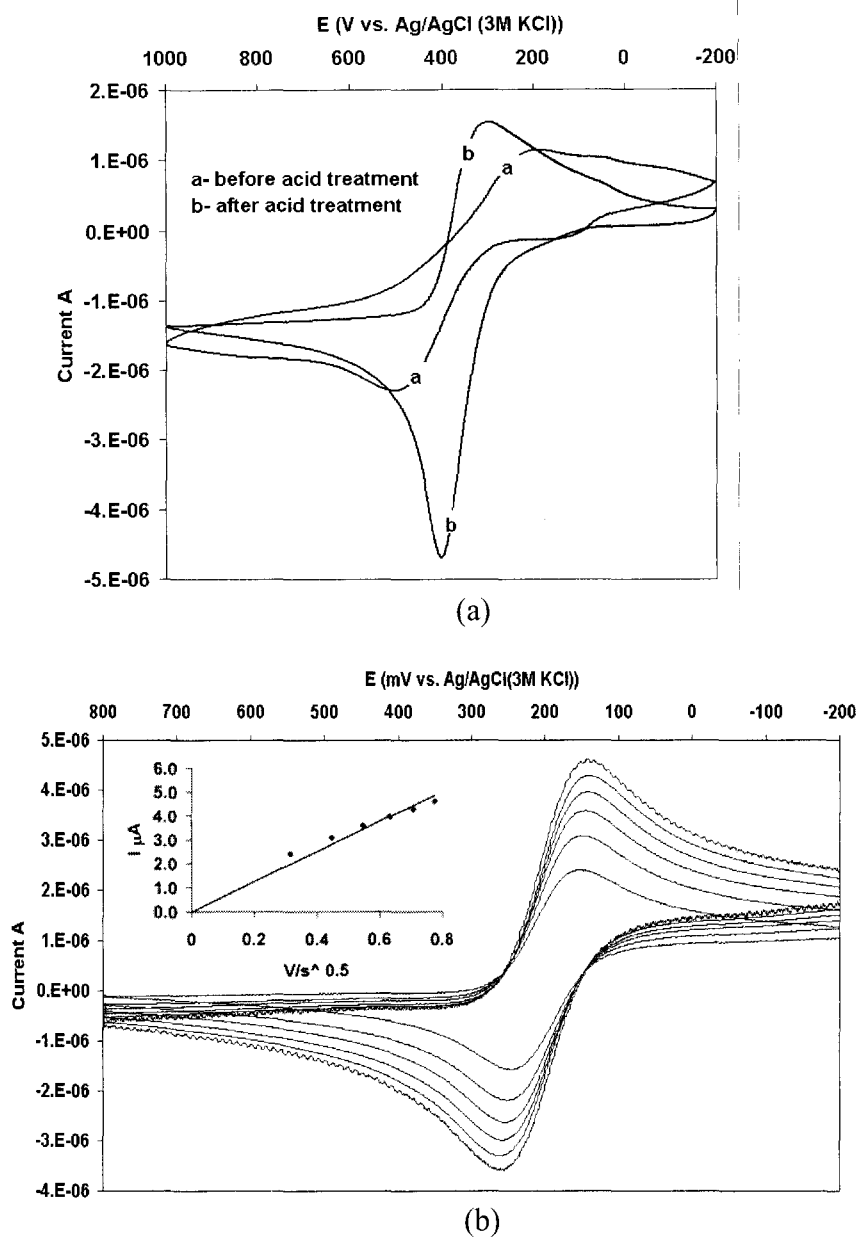 E (V vs. Ag/AgCl (3M KCl))
1000 800 600 400 200 0 -200
2.E-06
1.E-06
0.E+00
-1.E-06
-2.E-06
-3.E-06
-4.E-06
-5.E-06
Current A
a- before acid treatment
b- after acid treatment
b
a
a
b
(a)
E (mV vs. Ag/AgCl(3M KCl))
800 700 600 500 400 300 200 100 0 -100 -200
5.E-06
4.E-06
3.E-06
2.E-06
1.E-06
0.E+00
-1.E-06
-2.E-06
-3.E-06
-4.E-06
Current A
6.0
5.0
4.0
3.0
2.0
1.0
0.0
I µA
0 0.2 0.4 0.6 0.8
V/s^ 0.5
(b)